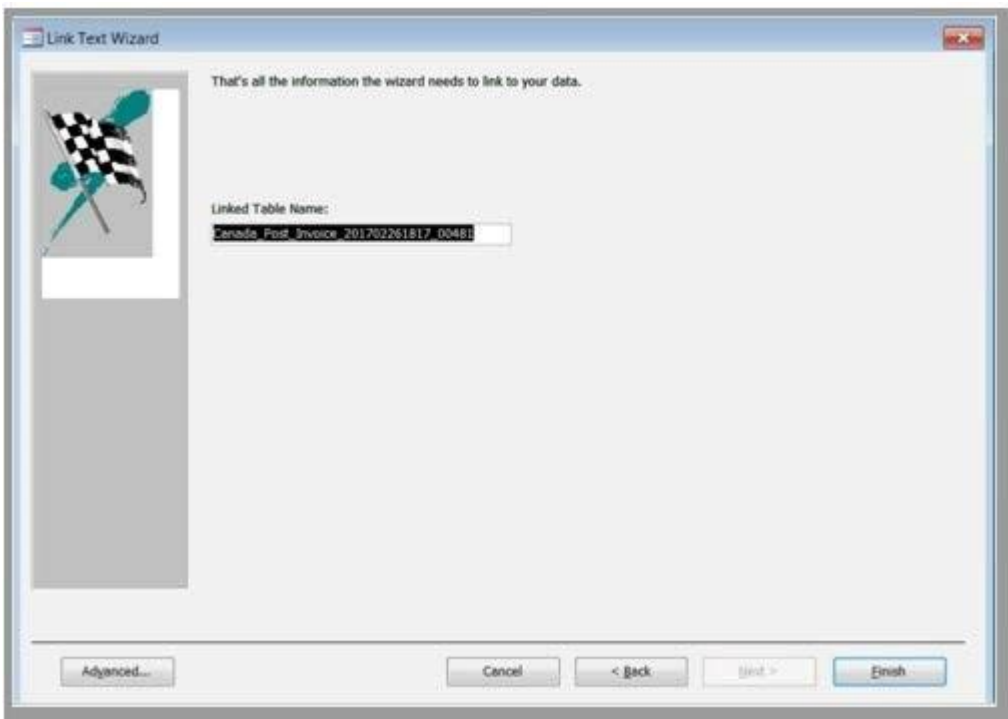 Link Text Wizard
That's all the information the wizard needs to link to your data.
Linked Table Name:
Canada_Post_Invoice_201702261817_00481
Advanced...
Cancel
< Back
Next >
Finish